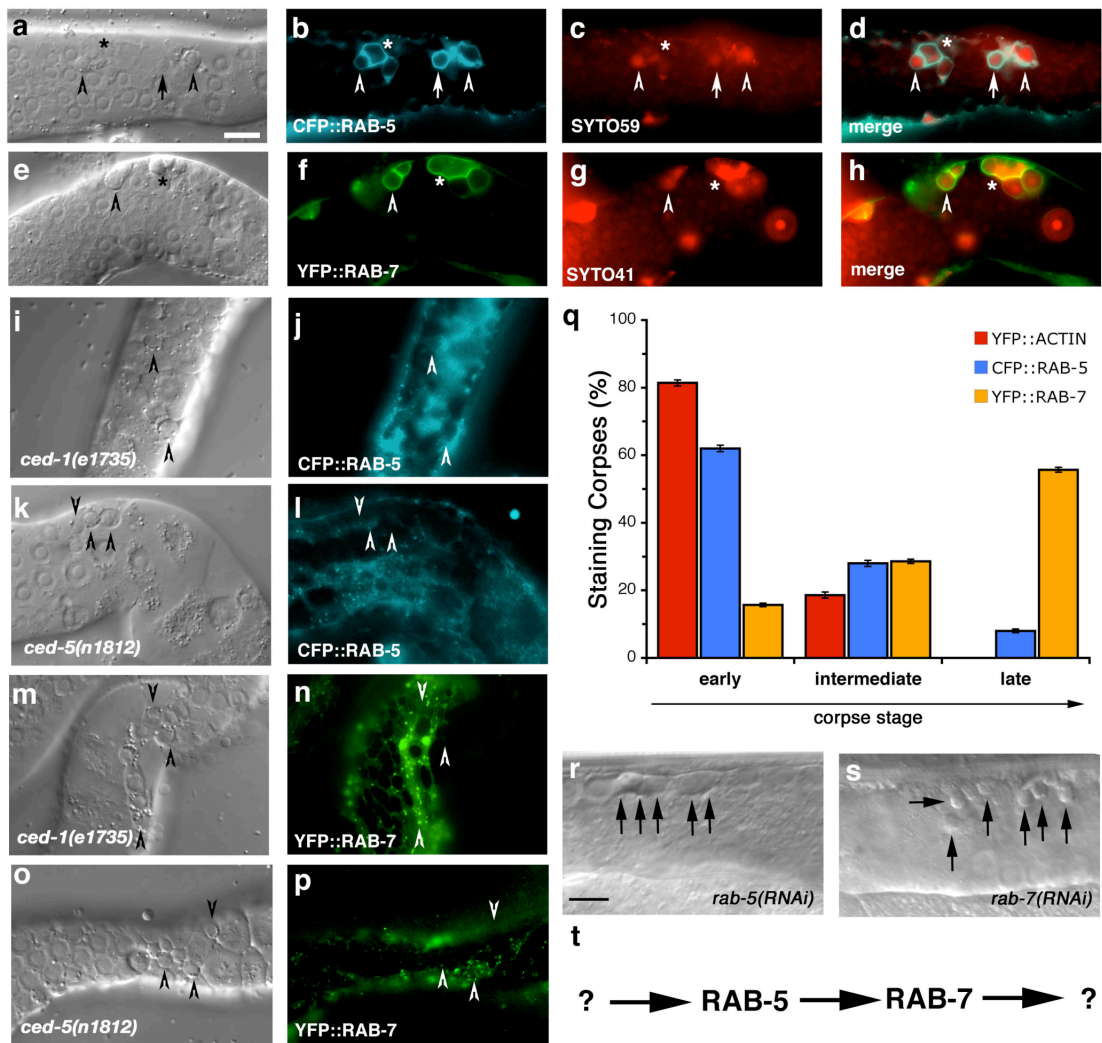 a
*
b
*
CFP::RAB-5
c
*
SYTO59
d
*
merge
e
*
f
*
YFP::RAB-7
g
*
SYTO41
h
*
merge
i
ced-1(e1735)
j
CFP::RAB-5
k
ced-5(n1812)
l
CFP::RAB-5
m
ced-1(e1735)
n
YFP::RAB-7
o
ced-5(n1812)
p
YFP::RAB-7
q
Staining Corpses (%)
100
80
60
40
20
0
YFP::ACTIN
CFP::RAB-5
YFP::RAB-7
early intermediate late
corpse stage
r
rab-5(RNAi)
s
rab-7(RNAi)
t
? RAB-5 RAB-7 ?